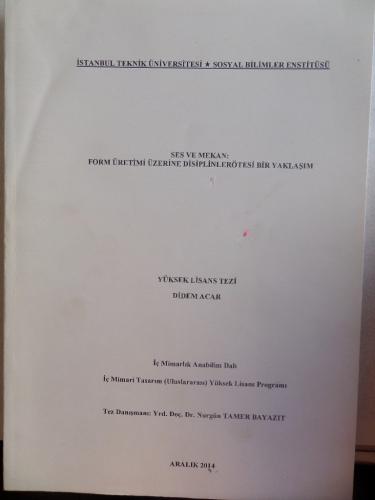 İSTANBUL TEKNİK ÜNİVERSİTESİ ★ SOSYAL BİLİMLER ENSTİTÜSÜ
SES VE MEKAN:
FORM ÜRETİMİ ÜZERİNE DİSİPLİNLERÖTESİ BİR YAKLAŞIM
YÜKSEK LİSANS TEZİ
DİDEM ACAR
İç Mimarlık Anabilim Dalı
İç Mimari Tasarım (Uluslararası) Yüksek Lisans Programı
Tez Danışmanı: Yrd. Doç. Dr. Nurgün TAMER BAYAZIT
ARALIK 2014